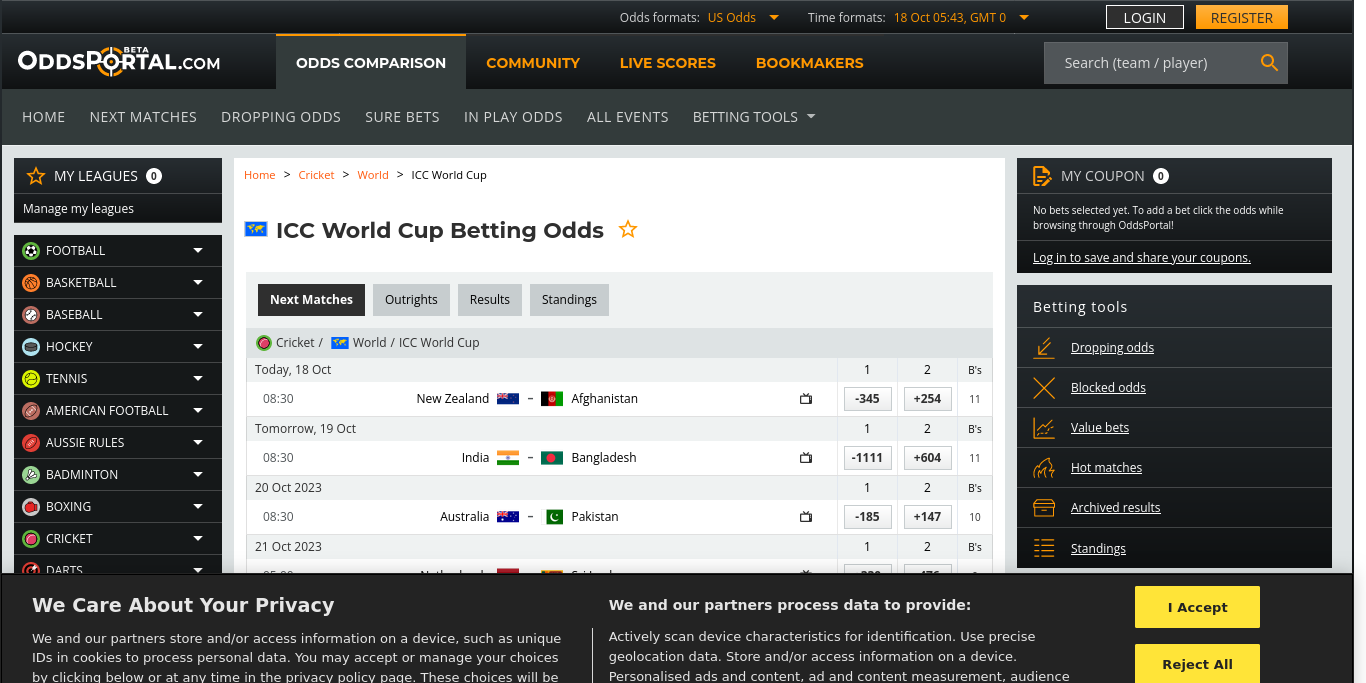 Odds formats: US Odds Time formats: 18 Oct 05:43, GMT 0 LOGIN REGISTER
ODDSPORTAL.COM BETA
ODDS COMPARISON COMMUNITY LIVE SCORES BOOKMAKERS Search (team / player)
HOME NEXT MATCHES DROPPING ODDS SURE BETS IN PLAY ODDS ALL EVENTS BETTING TOOLS
MY LEAGUES 0
Manage my leagues
FOOTBALL
BASKETBALL
BASEBALL
HOCKEY
TENNIS
AMERICAN FOOTBALL
AUSSIE RULES
BADMINTON
BOXING
CRICKET
DARTS
Home > Cricket > World > ICC World Cup
ICC World Cup Betting Odds
Next Matches Outrights Results Standings
Cricket / World / ICC World Cup
Today, 18 Oct 1 2 B's
08:30 New Zealand – Afghanistan -345 +254 11
Tomorrow, 19 Oct 1 2 B's
08:30 India – Bangladesh -1111 +604 11
20 Oct 2023 1 2 B's
08:30 Australia – Pakistan -185 +147 10
21 Oct 2023 1 2 B's
MY COUPON 0
No bets selected yet. To add a bet click the odds while
browsing through OddsPortal!
Log in to save and share your coupons.
Betting tools
Dropping odds
Blocked odds
Value bets
Hot matches
Archived results
Standings
We Care About Your Privacy
We and our partners store and/or access information on a device, such as unique
IDs in cookies to process personal data. You may accept or manage your choices
by clicking below or at any time in the privacy policy page. These choices will be
We and our partners process data to provide:
Actively scan device characteristics for identification. Use precise
geolocation data. Store and/or access information on a device.
Personalised ads and content, ad and content measurement, audience
I Accept
Reject All